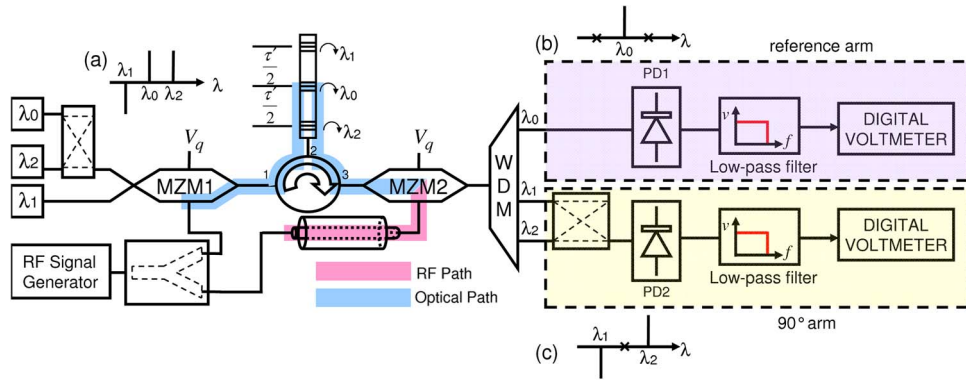 (a)
λ1
λ0 λ2 λ
τ'
2
τ'
2
λ1
λ0
λ2
λ0
λ2
λ1
Vq
MZM1
1
2
3
Vq
MZM2
RF Signal
Generator
RF Path
Optical Path
WDM
λ0
λ1
λ2
(b)
λ0
λ
reference arm
PD1
v
f
Low-pass filter
DIGITAL
VOLTMETER
PD2
v
f
Low-pass filter
DIGITAL
VOLTMETER
90° arm
(c)
λ1
λ2
λ